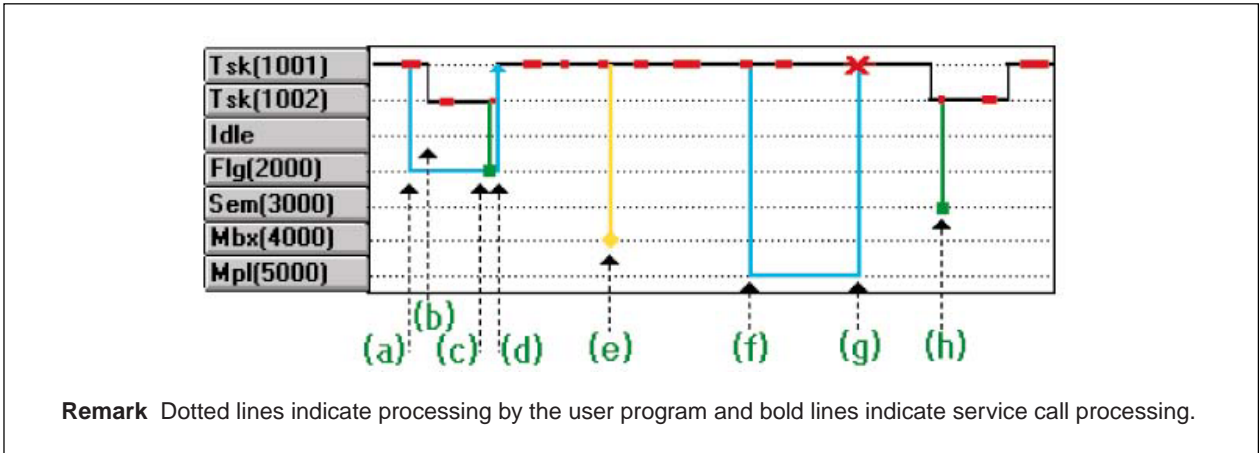 Tsk(1001)
Tsk(1002)
Idle
Flg(2000)
Sem(3000)
Mbx(4000)
Mpl(5000)
(a) (b) (c) (d) (e) (f) (g) (h)
Remark Dotted lines indicate processing by the user program and bold lines indicate service call processing.